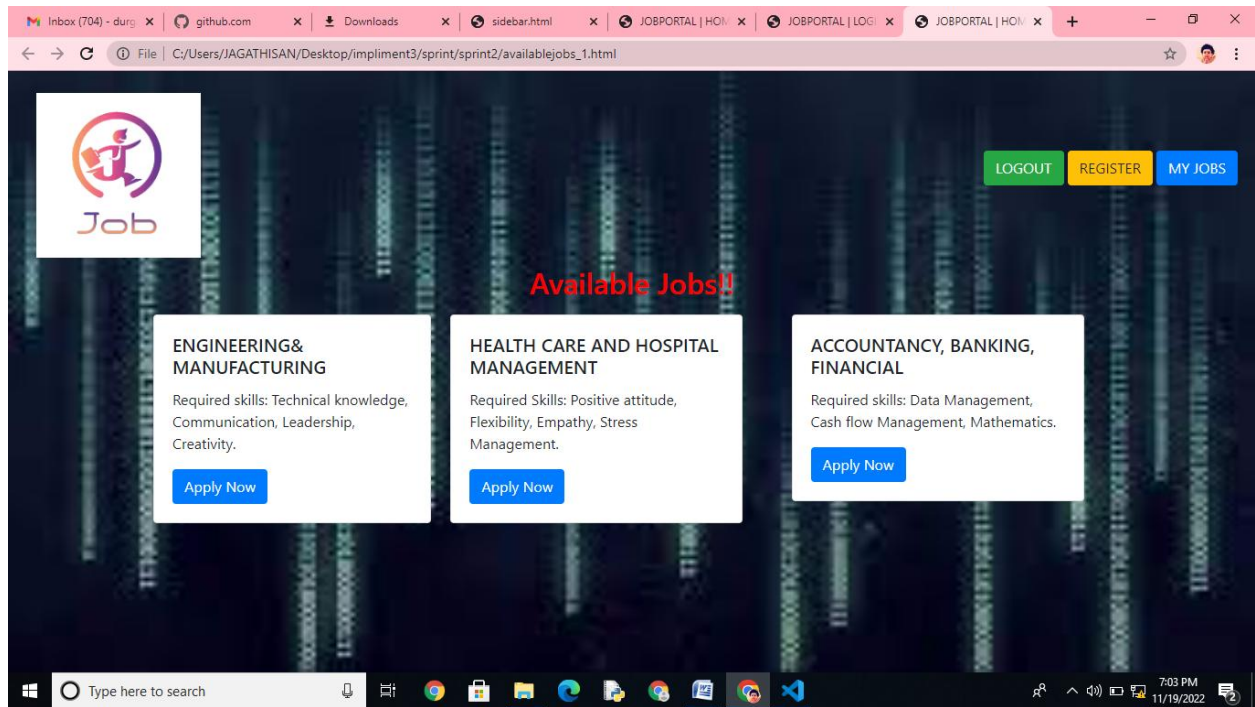 Inbox (704) - durg
github.com
Downloads
sidebar.html
JOBPORTAL | HOM
JOBPORTAL | LOGI
JOBPORTAL | HOM
File | C:/Users/JAGATHISAN/Desktop/impliment3/sprint/sprint2/availablejobs_1.html
Job
LOGOUT
REGISTER
MY JOBS
Available Jobs!!
ENGINEERING&
MANUFACTURING
Required skills: Technical knowledge,
Communication, Leadership,
Creativity.
Apply Now
HEALTH CARE AND HOSPITAL
MANAGEMENT
Required Skills: Positive attitude,
Flexibility, Empathy, Stress
Management.
Apply Now
ACCOUNTANCY, BANKING,
FINANCIAL
Required skills: Data Management,
Cash flow Management, Mathematics.
Apply Now
Type here to search
7:03 PM
11/19/2022
2